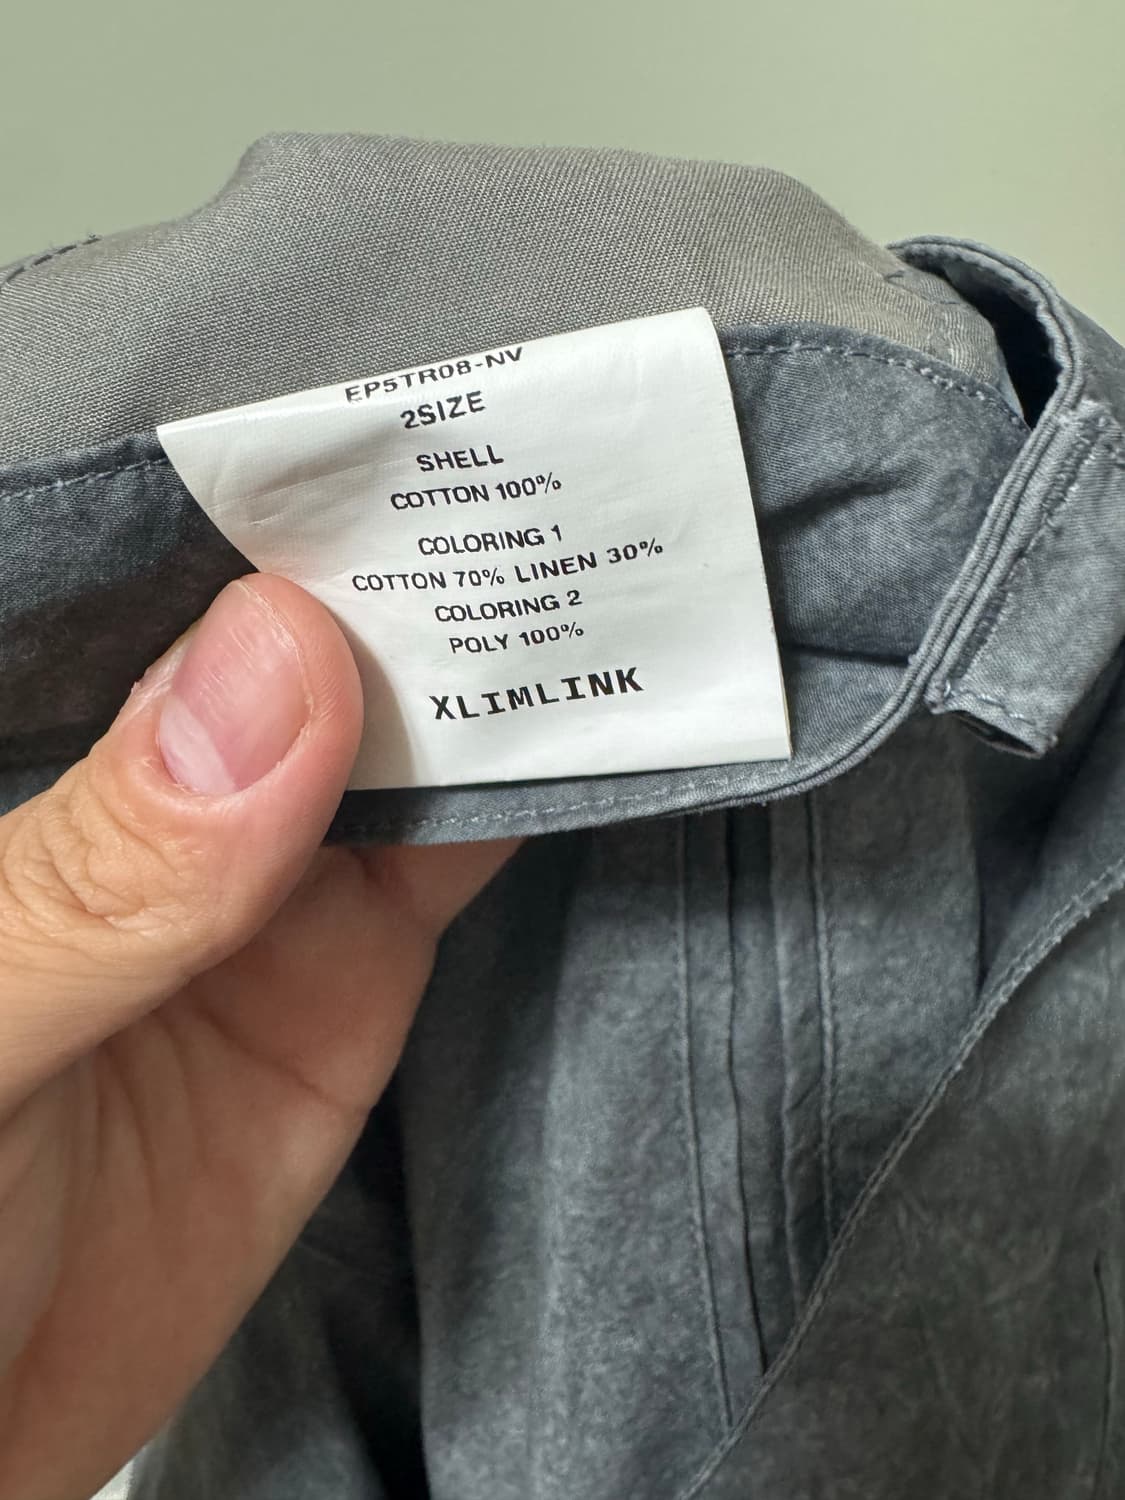 EP5TR08-NV
2SIZE
SHELL
COTTON 100%
COLORING 1
COTTON 70% LINEN 30%
COLORING 2
POLY 100%
XLIMLINK